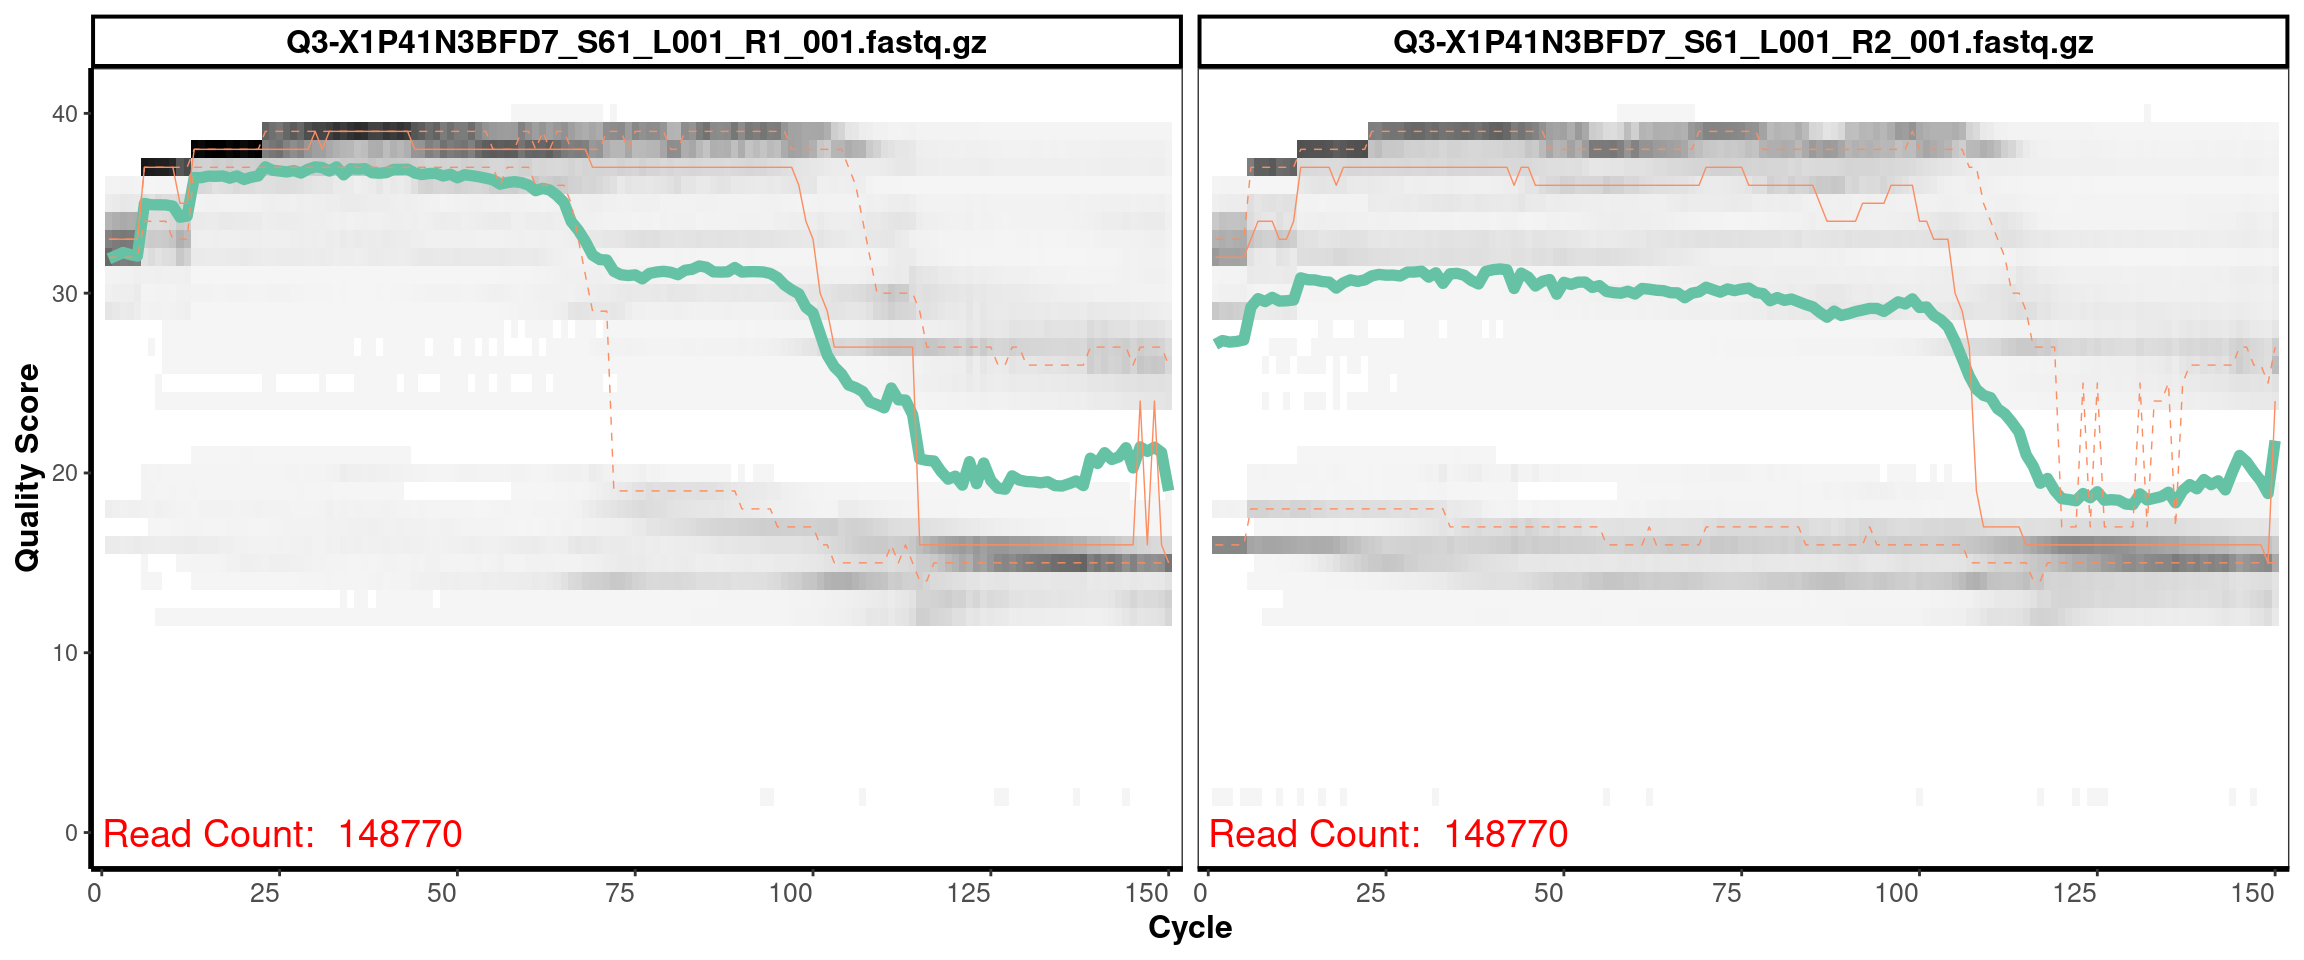 Q3-X1P41N3BFD7_S61_L001_R1_001.fastq.gz
Q3-X1P41N3BFD7_S61_L001_R2_001.fastq.gz
Quality Score
40
30
20
10
0
Read Count: 148770
Read Count: 148770
0 25 50 75 100 125 150
0 25 50 75 100 125 150
Cycle